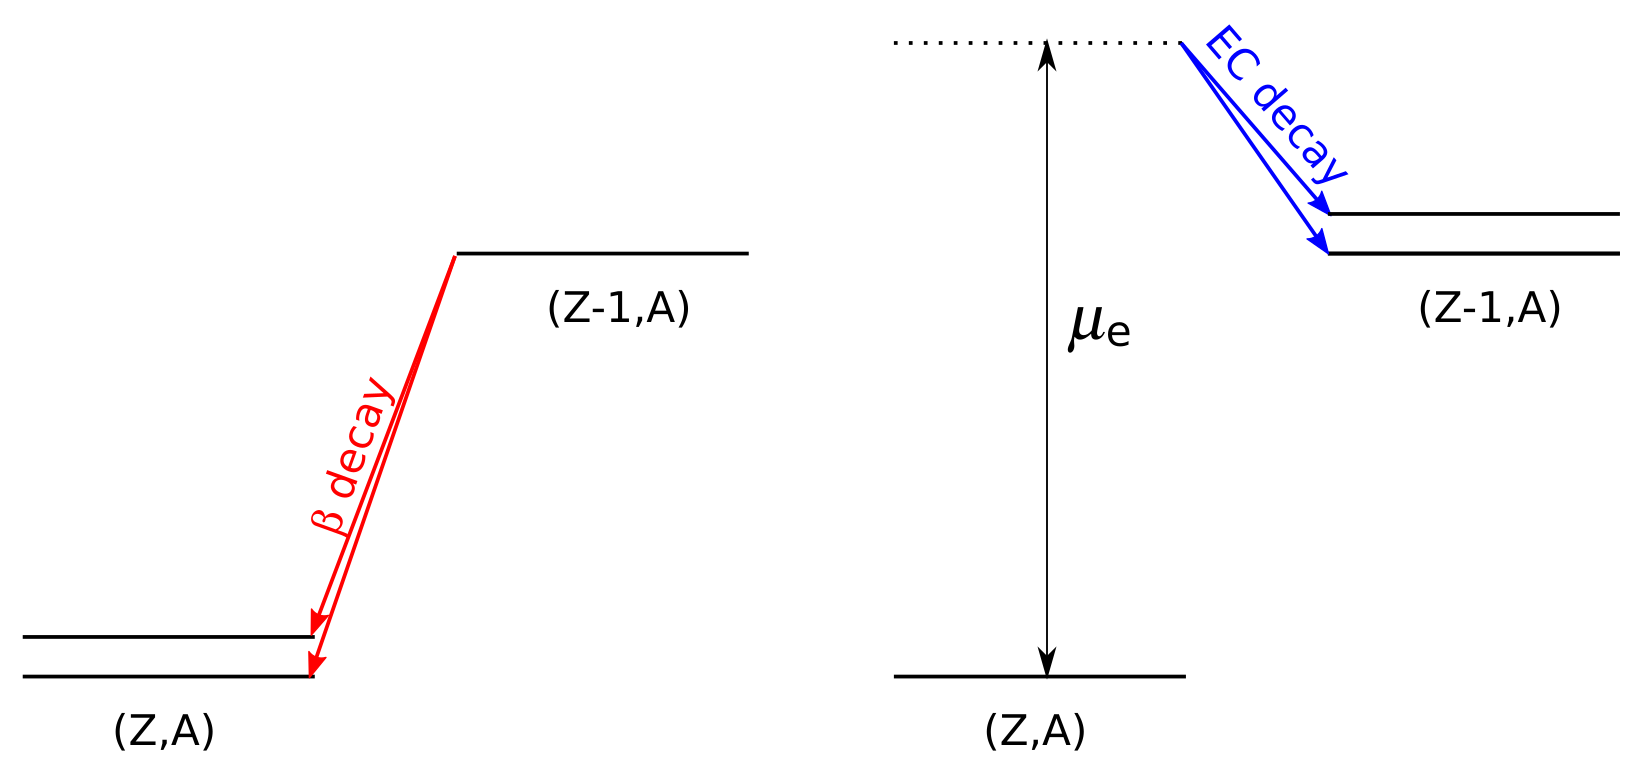 EC decay
(Z-1,A)
(Z-1,A)
μe
β decay
(Z,A)
(Z,A)